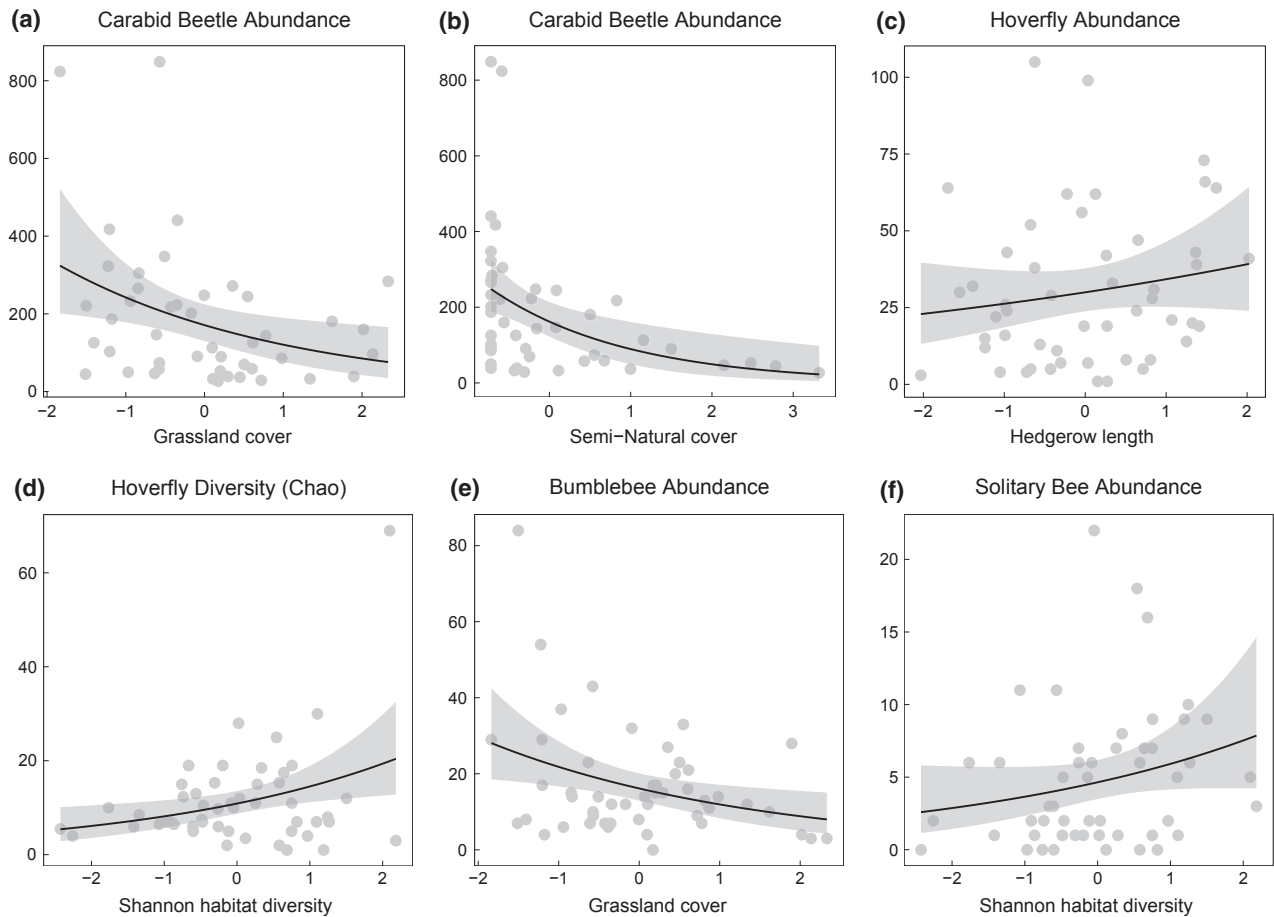 (a) Carabid Beetle Abundance
800
600
400
200
0
−2 −1 0 1 2
Grassland cover
(b) Carabid Beetle Abundance
800
600
400
200
0
0 1 2 3
Semi−Natural cover
(c) Hoverfly Abundance
100
75
50
25
0
−2 −1 0 1 2
Hedgerow length
(d) Hoverfly Diversity (Chao)
60
40
20
0
−2 −1 0 1 2
Shannon habitat diversity
(e) Bumblebee Abundance
80
60
40
20
0
−2 −1 0 1 2
Grassland cover
(f) Solitary Bee Abundance
20
15
10
5
0
−2 −1 0 1 2
Shannon habitat diversity